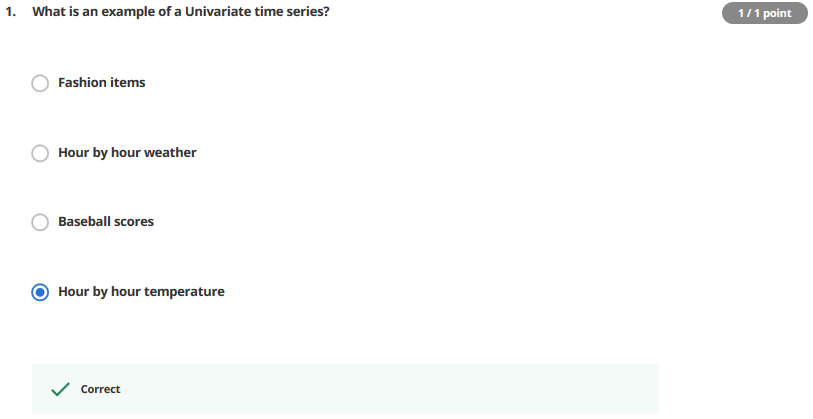 1. What is an example of a Univariate time series?
1 / 1 point
Fashion items
Hour by hour weather
Baseball scores
Hour by hour temperature
Correct